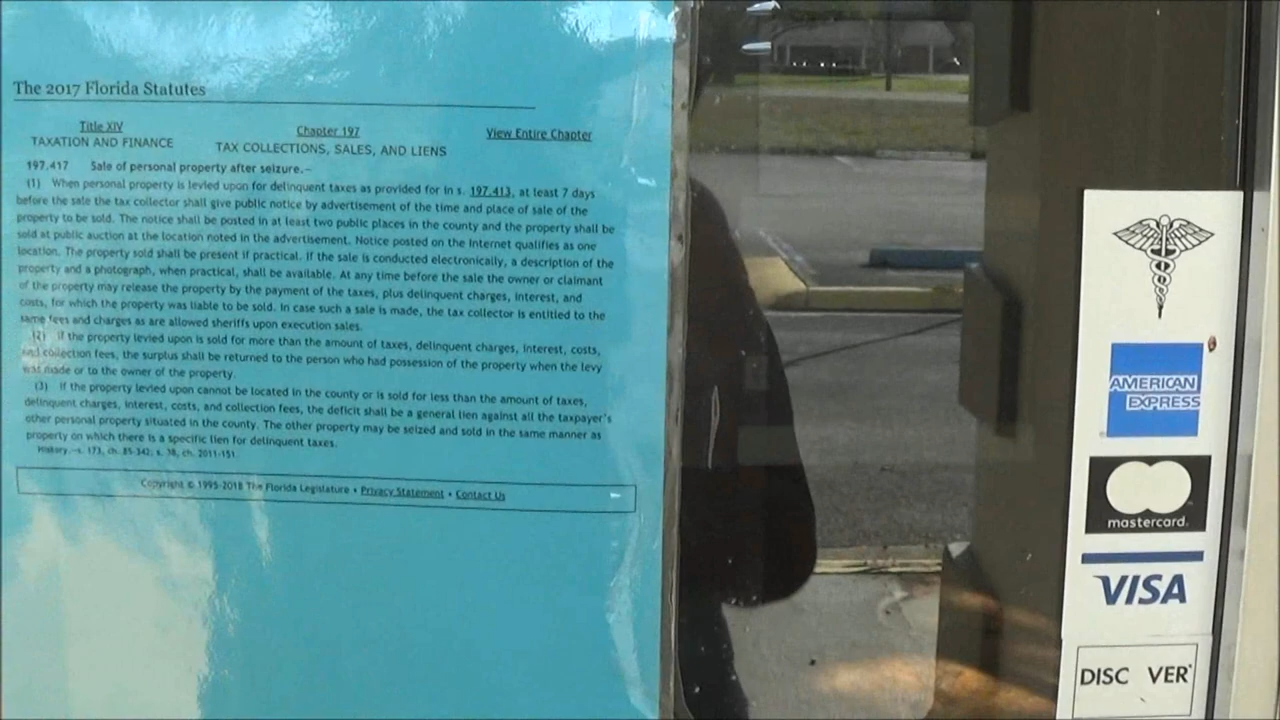 The 2017 Florida Statutes
Title XIV Chapter 197 View Entire Chapter
TAXATION AND FINANCE TAX COLLECTIONS, SALES, AND LIENS
197.417 Sale of personal property after seizure.—
(1) When personal property is levied upon for delinquent taxes as provided for in s. 197.413, at least 7 days
before the sale the tax collector shall give public notice by advertisement of the time and place of sale of the
property to be sold. The notice shall be posted in at least two public places in the county and the property shall be
sold at public auction at the location noted in the advertisement. Notice posted on the Internet qualifies as one
location. The property sold shall be present if practical. If the sale is conducted electronically, a description of the
property and a photograph, when practical, shall be available. At any time before the sale the owner or claimant
of the property may release the property by the payment of the taxes, plus delinquent charges, interest, and
costs, for which the property was liable to be sold. In case such a sale is made, the tax collector is entitled to the
same fees and charges as are allowed sheriffs upon execution sales.
(2) If the property levied upon is sold for more than the amount of taxes, delinquent charges, interest, costs,
and collection fees, the surplus shall be returned to the person who had possession of the property when the levy
was made or to the owner of the property.
(3) If the property levied upon cannot be located in the county or is sold for less than the amount of taxes,
delinquent charges, interest, costs, and collection fees, the deficit shall be a general lien against all the taxpayer's
other personal property situated in the county. The other property may be seized and sold in the same manner as
property on which there is a specific lien for delinquent taxes.
History.—s. 173, ch. 85-342; s. 38, ch. 2011-151.
Copyright © 1995-2018 The Florida Legislature • Privacy Statement • Contact Us
AMERICAN
EXPRESS
mastercard.
VISA
DISC VER